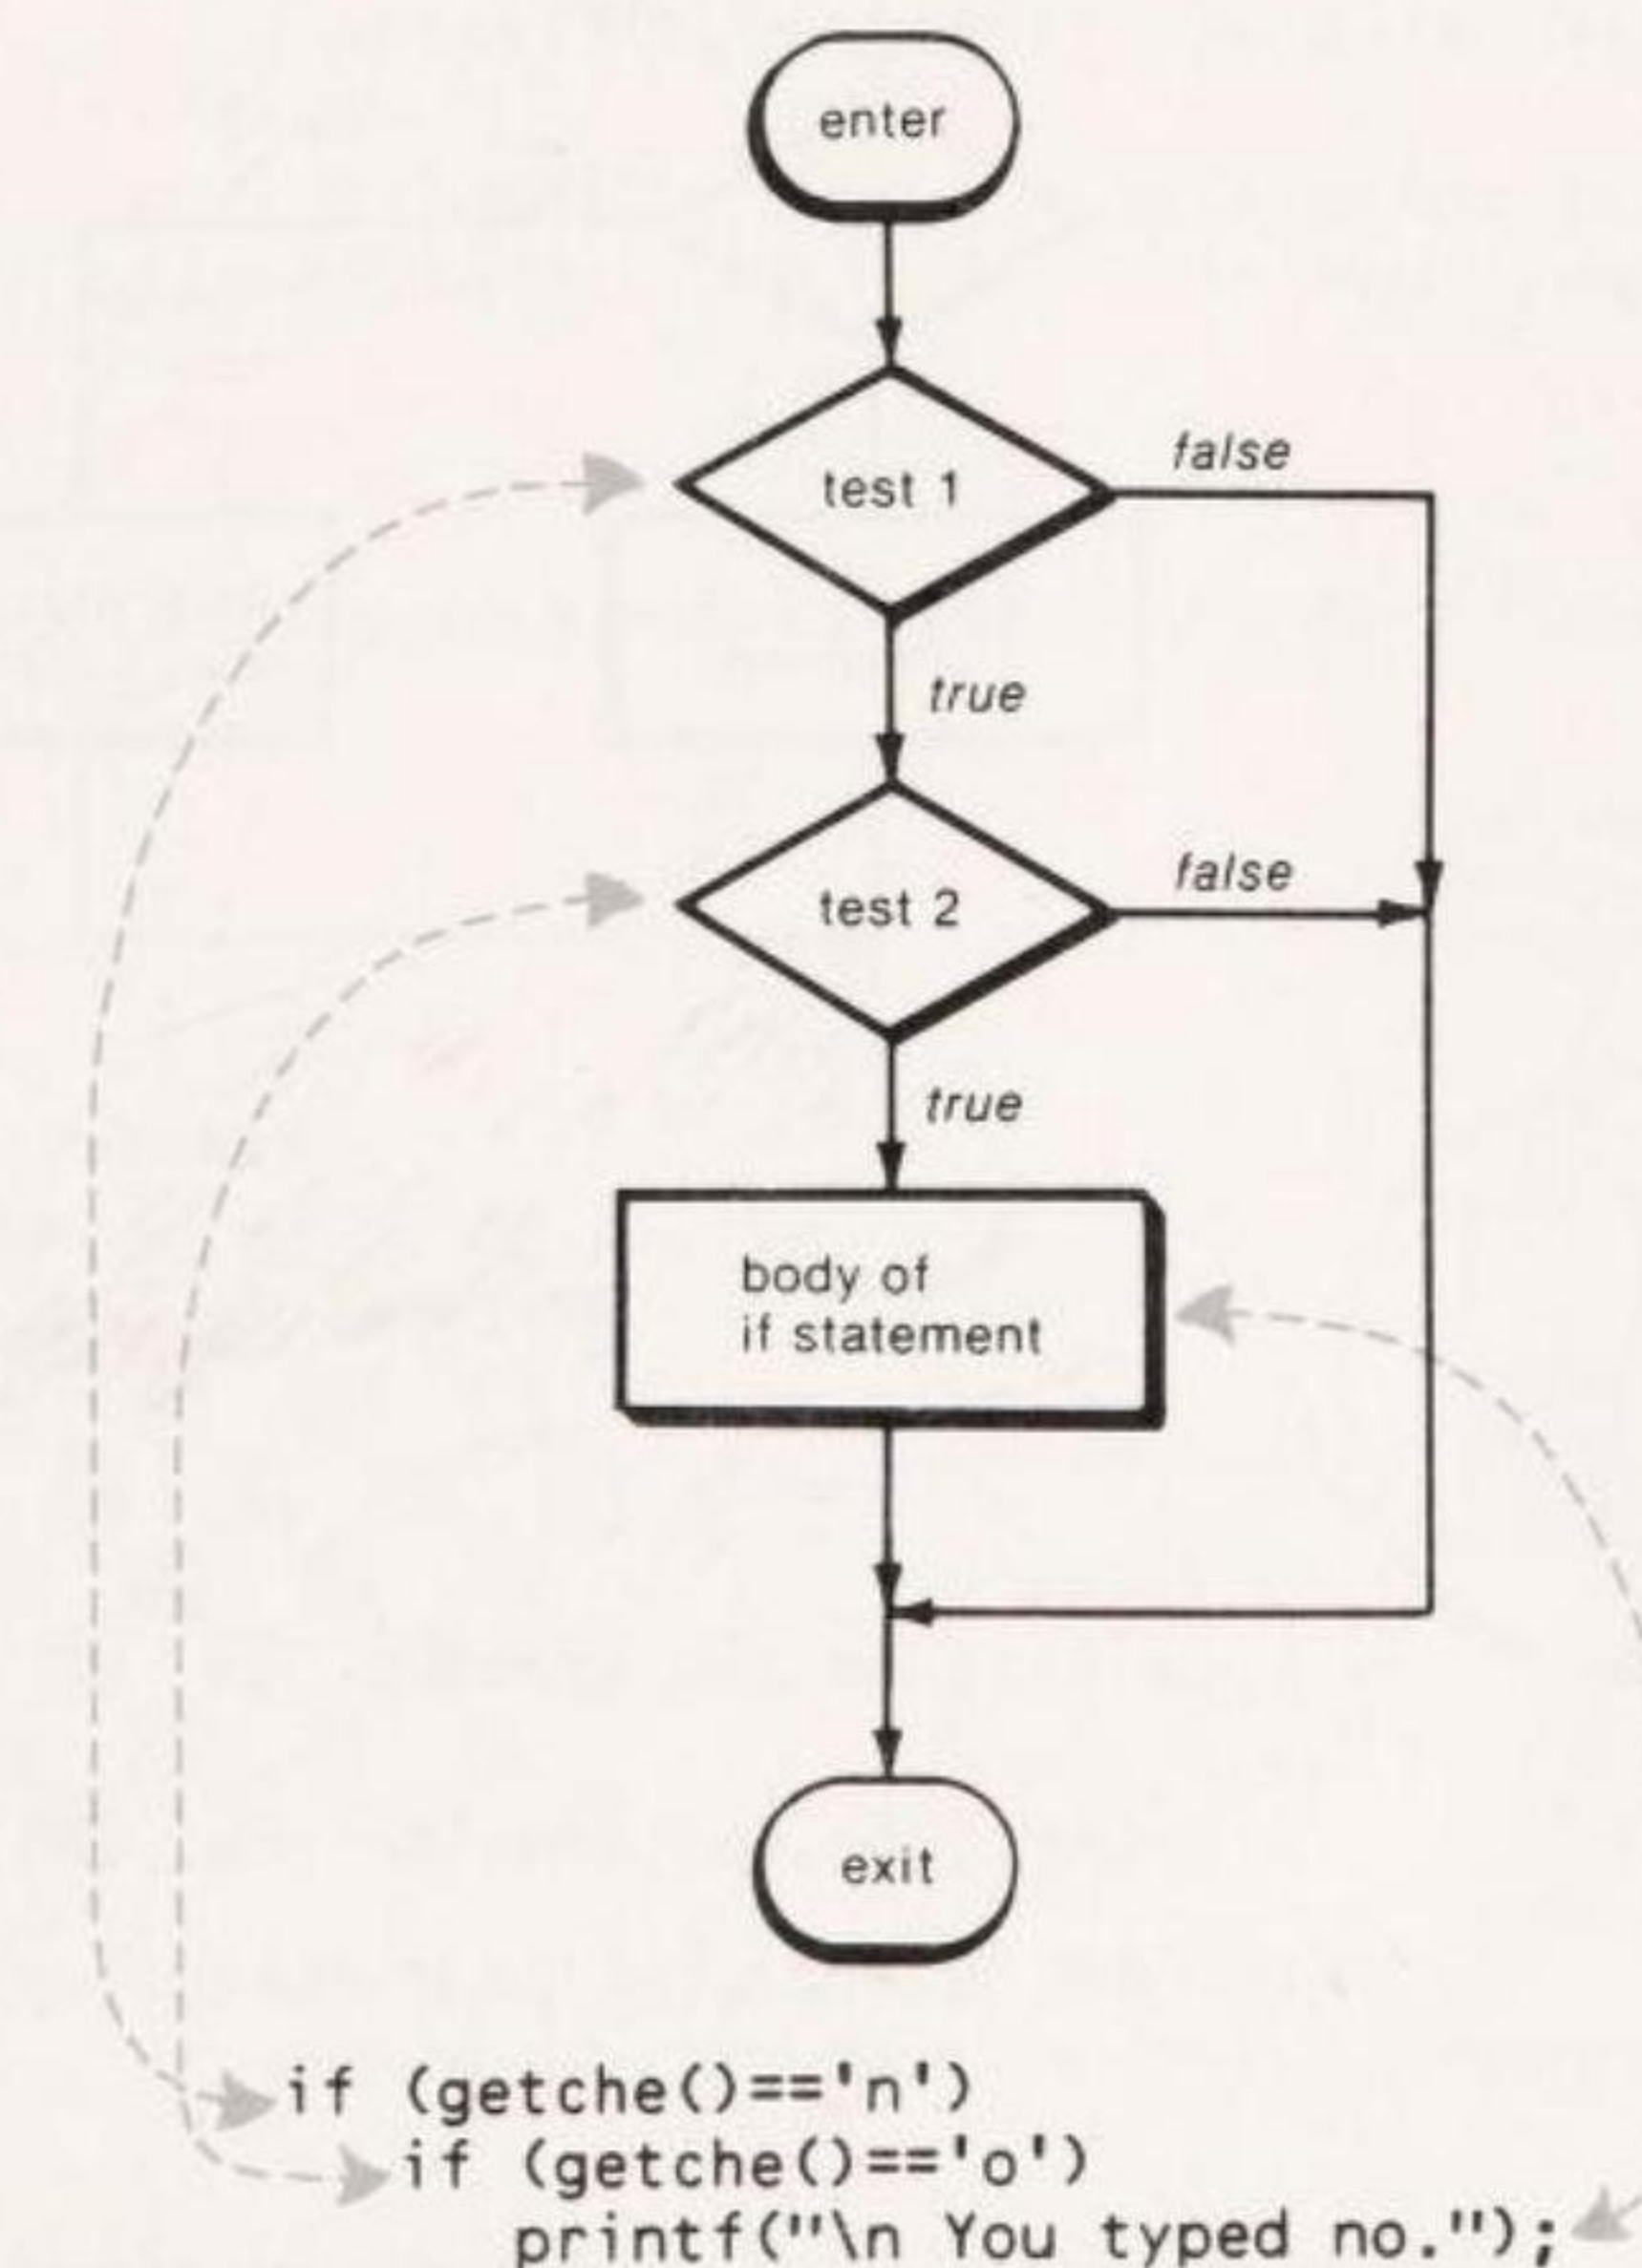 enter
test 1
false
true
test 2
false
true
body of
if statement
exit
if (getche()=='n')
if (getche()=='o')
printf("\n You typed no.");